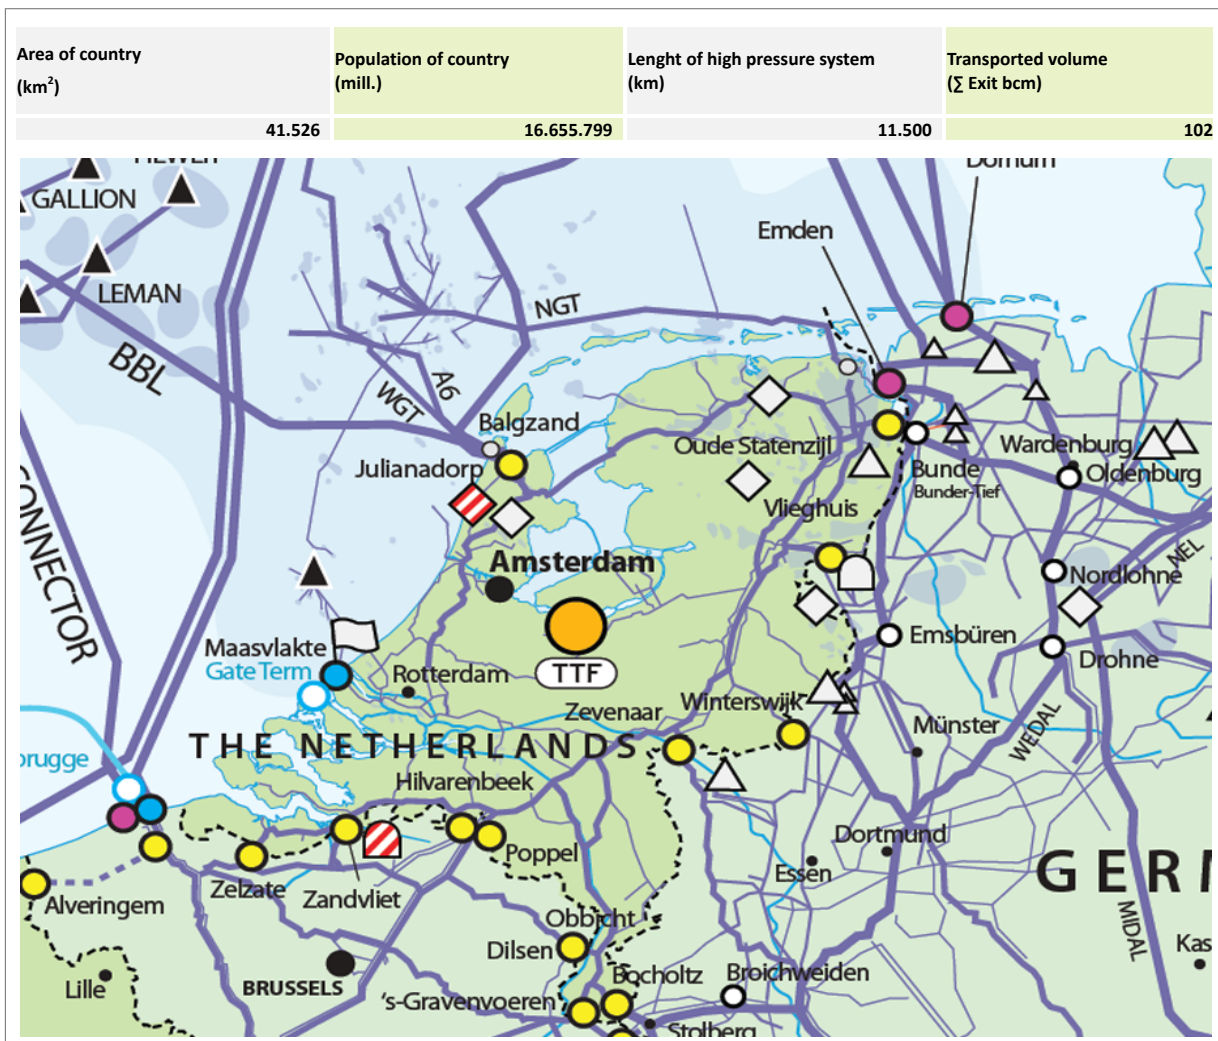 Area of country
(km²)
Population of country
(mill.)
Lenght of high pressure system
(km)
Transported volume
(∑ Exit bcm)
41.526
16.655.799
11.500
102
HEWETT
Dornum
GALLION
Emden
LEMAN
NGT
BBL
A6
WGT
Balgzand
Oude Statenzijl
Wardenburg
Julianadorp
Bunde
Oldenburg
Bunder-Tief
Vlieghuis
CONNECTOR
Amsterdam
NEL
Nordlohne
Maasvlakte
Emsbüren
Gate Term
Rotterdam
TTF
Drohne
Zevenaar
Winterswijk
Münster
WEDAL
THE NETHERLANDS
brugge
Hilvarenbeek
Dortmund
Poppel
Essen
GERM
Zelzate
Zandvliet
Alveringem
Obbicht
MIDAL
Dilsen
Kas
Lille
BRUSSELS
Bocholtz
Broichweiden
's-Gravenvoeren
Stolberg